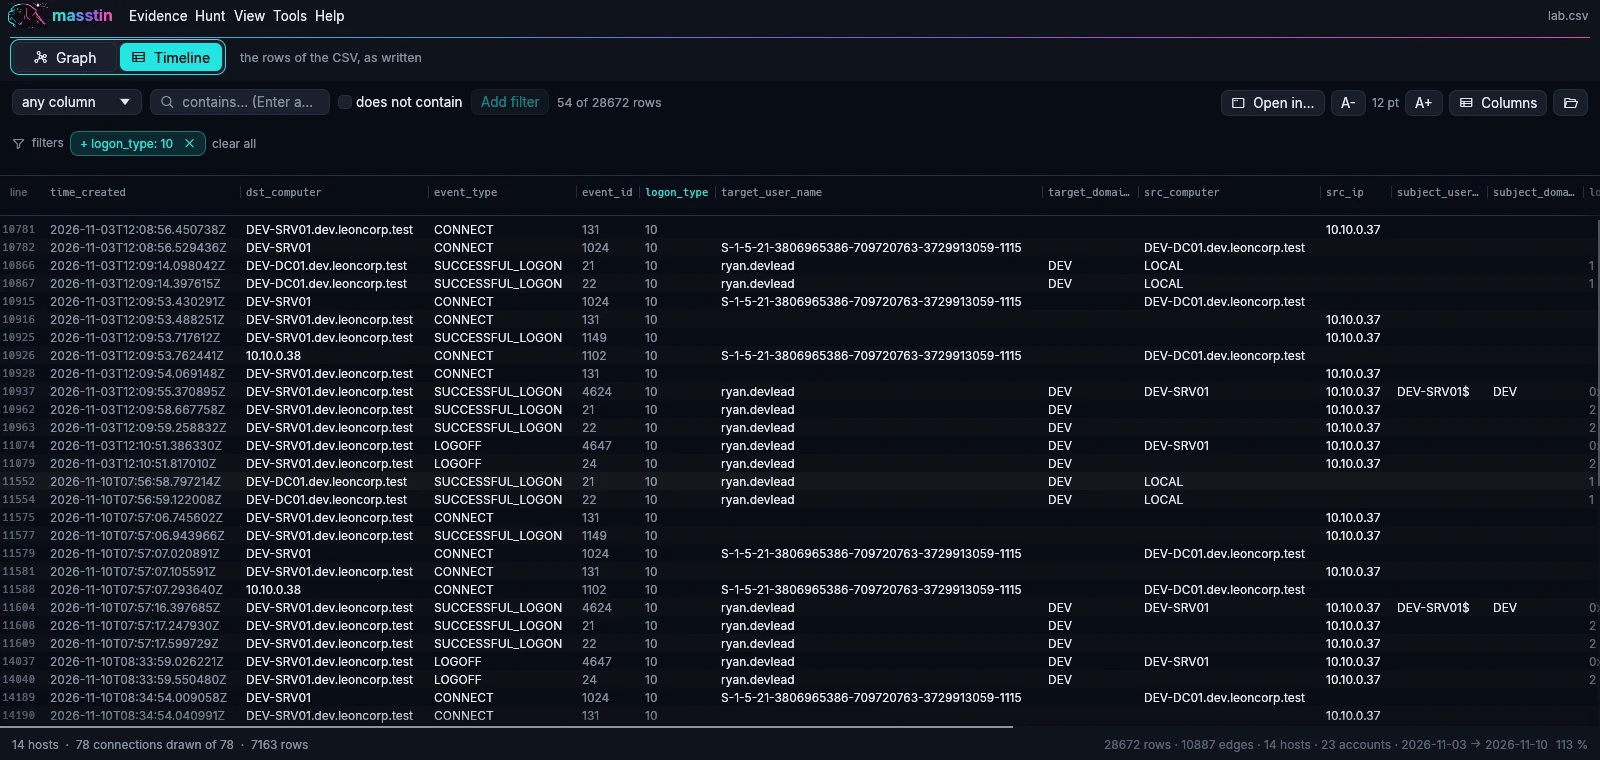 masstin Evidence Hunt View Tools Help lab.csv
Graph Timeline the rows of the CSV, as written
any column contains... (Enter a... does not contain Add filter 54 of 28672 rows Open in... A- 12 pt A+ Columns
filters + logon_type: 10 × clear all
line time_created dst_computer event_type event_id logon_type target_user_name target_domai... src_computer src_ip subject_user... subject_doma... lo
10781 2026-11-03T12:08:56.450738Z DEV-SRV01.dev.leoncorp.test CONNECT 131 10 10.10.0.37
10782 2026-11-03T12:08:56.529436Z DEV-SRV01 CONNECT 1024 10 S-1-5-21-3806965386-709720763-3729913059-1115 DEV-DC01.dev.leoncorp.test
10866 2026-11-03T12:09:14.098042Z DEV-DC01.dev.leoncorp.test SUCCESSFUL_LOGON 21 10 ryan.devlead DEV LOCAL 1
10867 2026-11-03T12:09:14.397615Z DEV-DC01.dev.leoncorp.test SUCCESSFUL_LOGON 22 10 ryan.devlead DEV LOCAL 1
10915 2026-11-03T12:09:53.430291Z DEV-SRV01 CONNECT 1024 10 S-1-5-21-3806965386-709720763-3729913059-1115 DEV-DC01.dev.leoncorp.test
10916 2026-11-03T12:09:53.488251Z DEV-SRV01.dev.leoncorp.test CONNECT 131 10 10.10.0.37
10925 2026-11-03T12:09:53.717612Z DEV-SRV01.dev.leoncorp.test SUCCESSFUL_LOGON 1149 10 10.10.0.37
10926 2026-11-03T12:09:53.762441Z 10.10.0.38 CONNECT 1102 10 S-1-5-21-3806965386-709720763-3729913059-1115 DEV-DC01.dev.leoncorp.test
10928 2026-11-03T12:09:54.069148Z DEV-SRV01.dev.leoncorp.test CONNECT 131 10 10.10.0.37
10937 2026-11-03T12:09:55.370895Z DEV-SRV01.dev.leoncorp.test SUCCESSFUL_LOGON 4624 10 ryan.devlead DEV DEV-SRV01 10.10.0.37 DEV-SRV01$ DEV 0
10962 2026-11-03T12:09:58.667758Z DEV-SRV01.dev.leoncorp.test SUCCESSFUL_LOGON 21 10 ryan.devlead DEV 10.10.0.37 2
10963 2026-11-03T12:09:59.258832Z DEV-SRV01.dev.leoncorp.test SUCCESSFUL_LOGON 22 10 ryan.devlead DEV 10.10.0.37 2
11074 2026-11-03T12:10:51.386330Z DEV-SRV01.dev.leoncorp.test LOGOFF 4647 10 ryan.devlead DEV DEV-SRV01 10.10.0.37 0
11079 2026-11-03T12:10:51.817010Z DEV-SRV01.dev.leoncorp.test LOGOFF 24 10 ryan.devlead DEV 10.10.0.37 2
11552 2026-11-10T07:56:58.797214Z DEV-DC01.dev.leoncorp.test SUCCESSFUL_LOGON 21 10 ryan.devlead DEV LOCAL 1
11554 2026-11-10T07:56:59.122008Z DEV-DC01.dev.leoncorp.test SUCCESSFUL_LOGON 22 10 ryan.devlead DEV LOCAL 1
11575 2026-11-10T07:57:06.745602Z DEV-SRV01.dev.leoncorp.test CONNECT 131 10 10.10.0.37
11577 2026-11-10T07:57:06.943966Z DEV-SRV01.dev.leoncorp.test SUCCESSFUL_LOGON 1149 10 10.10.0.37
11579 2026-11-10T07:57:07.020891Z DEV-SRV01 CONNECT 1024 10 S-1-5-21-3806965386-709720763-3729913059-1115 DEV-DC01.dev.leoncorp.test
11581 2026-11-10T07:57:07.105591Z DEV-SRV01.dev.leoncorp.test CONNECT 131 10 10.10.0.37
11588 2026-11-10T07:57:07.293640Z 10.10.0.38 CONNECT 1102 10 S-1-5-21-3806965386-709720763-3729913059-1115 DEV-DC01.dev.leoncorp.test
11604 2026-11-10T07:57:16.397685Z DEV-SRV01.dev.leoncorp.test SUCCESSFUL_LOGON 4624 10 ryan.devlead DEV DEV-SRV01 10.10.0.37 DEV-SRV01$ DEV 0
11608 2026-11-10T07:57:17.247930Z DEV-SRV01.dev.leoncorp.test SUCCESSFUL_LOGON 21 10 ryan.devlead DEV 10.10.0.37 2
11609 2026-11-10T07:57:17.599729Z DEV-SRV01.dev.leoncorp.test SUCCESSFUL_LOGON 22 10 ryan.devlead DEV 10.10.0.37 2
14037 2026-11-10T08:33:59.026221Z DEV-SRV01.dev.leoncorp.test LOGOFF 4647 10 ryan.devlead DEV DEV-SRV01 10.10.0.37 0
14040 2026-11-10T08:33:59.550480Z DEV-SRV01.dev.leoncorp.test LOGOFF 24 10 ryan.devlead DEV 10.10.0.37 2
14189 2026-11-10T08:34:54.009058Z DEV-SRV01 CONNECT 1024 10 S-1-5-21-3806965386-709720763-3729913059-1115 DEV-DC01.dev.leoncorp.test
14190 2026-11-10T08:34:54.040991Z DEV-SRV01.dev.leoncorp.test CONNECT 131 10 10.10.0.37
14 hosts · 78 connections drawn of 78 · 7163 rows 28672 rows · 10887 edges · 14 hosts · 23 accounts · 2026-11-03 → 2026-11-10 113 %